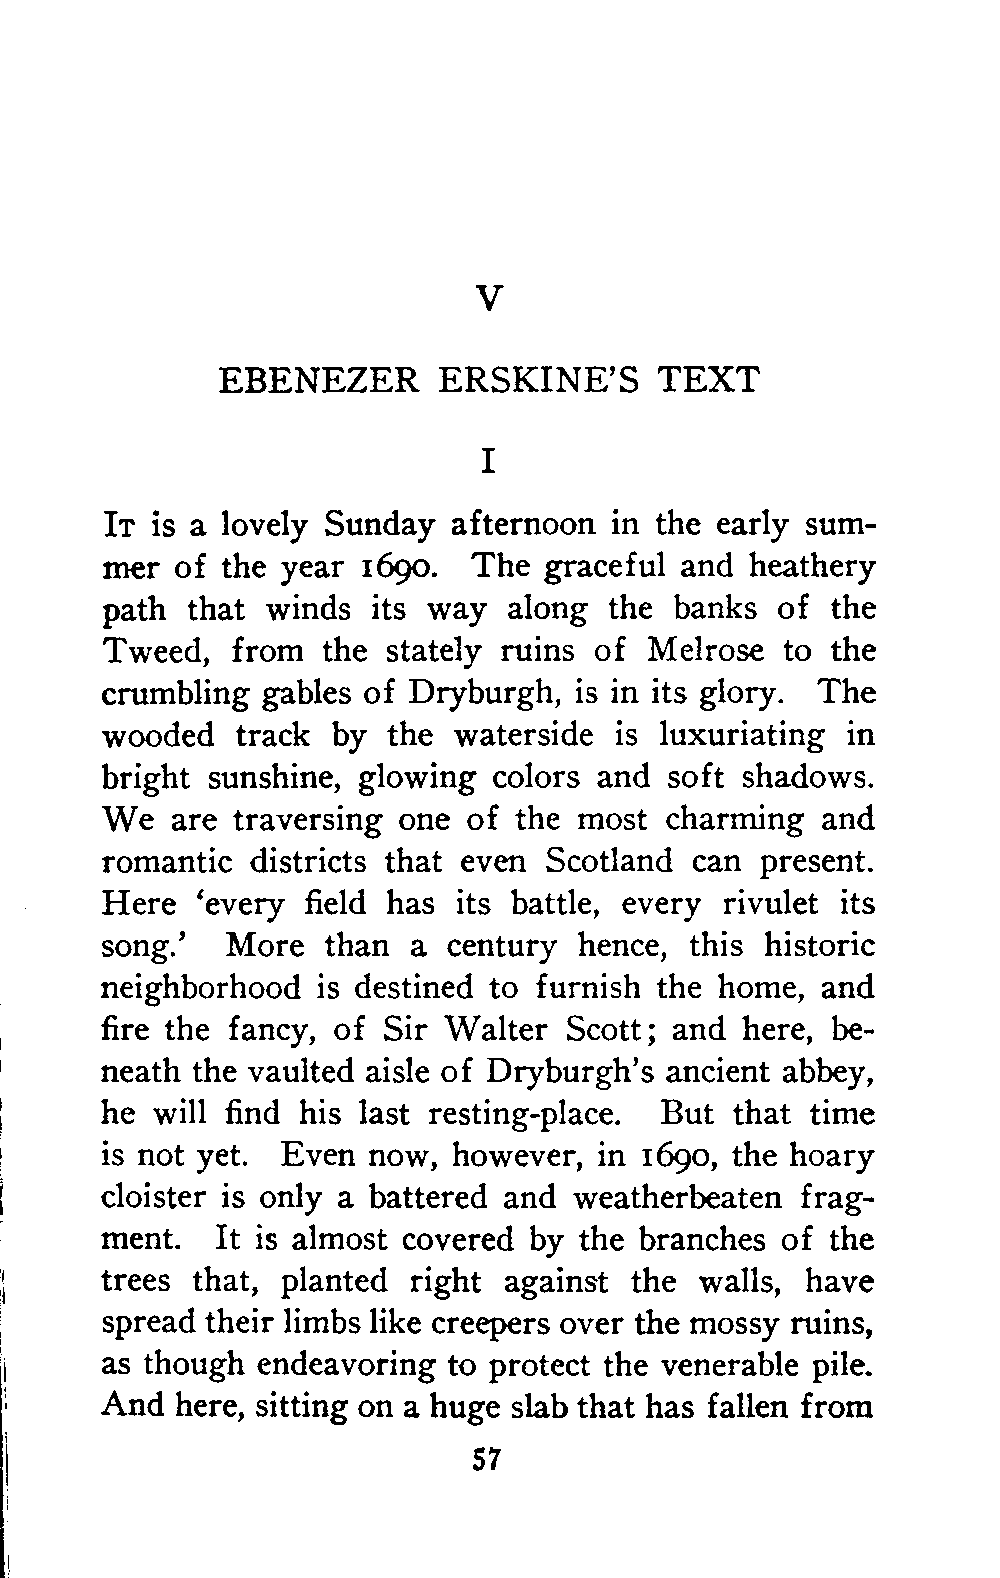 V
EBENEZER ERSKINE'S TEXT
I
IT is a lovely Sunday afternoon in the early sum-
mer of the year 1690. The graceful and heathery
path that winds its way along the banks of the
Tweed, from the stately ruins of Melrose to the
crumbling gables of Dryburgh, is in its glory. The
wooded track by the waterside is luxuriating in
bright sunshine, glowing colors and soft shadows.
We are traversing one of the most charming and
romantic districts that even Scotland can present.
Here ‘every field has its battle, every rivulet its
song.’ More than a century hence, this historic
neighborhood is destined to furnish the home, and
fire the fancy, of Sir Walter Scott; and here, be-
neath the vaulted aisle of Dryburgh's ancient abbey,
he will find his last resting-place. But that time
is not yet. Even now, however, in 1690, the hoary
cloister is only a battered and weatherbeaten frag-
ment. It is almost covered by the branches of the
trees that, planted right against the walls, have
spread their limbs like creepers over the mossy ruins,
as though endeavoring to protect the venerable pile.
And here, sitting on a huge slab that has fallen from
57